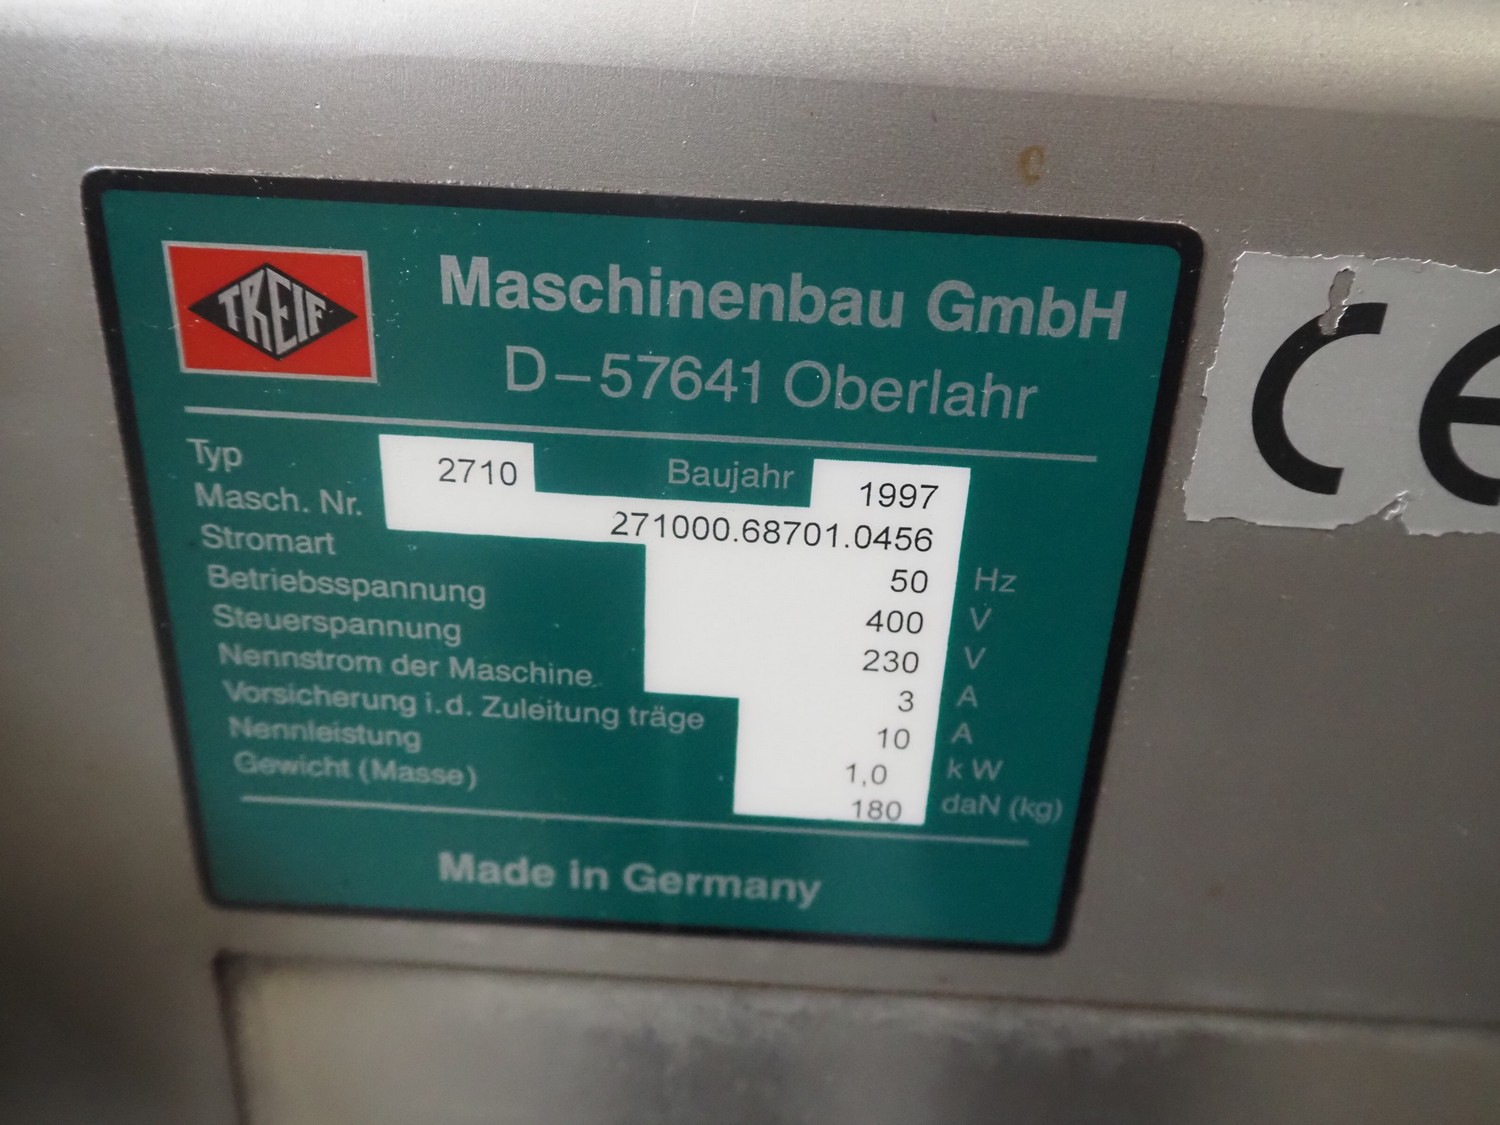 TREIF
Maschinenbau GmbH
D-57641 Oberlahr
Typ 2710 Baujahr 1997
Masch. Nr. 271000.68701.0456
Stromart 50 Hz
Betriebsspannung 400 V
Steuerspannung 230 V
Nennstrom der Maschine 3 A
Vorsicherung i.d. Zuleitung träge 10 A
Nennleistung 1,0 kW
Gewicht (Masse) 180 daN (kg)
Made in Germany
CE